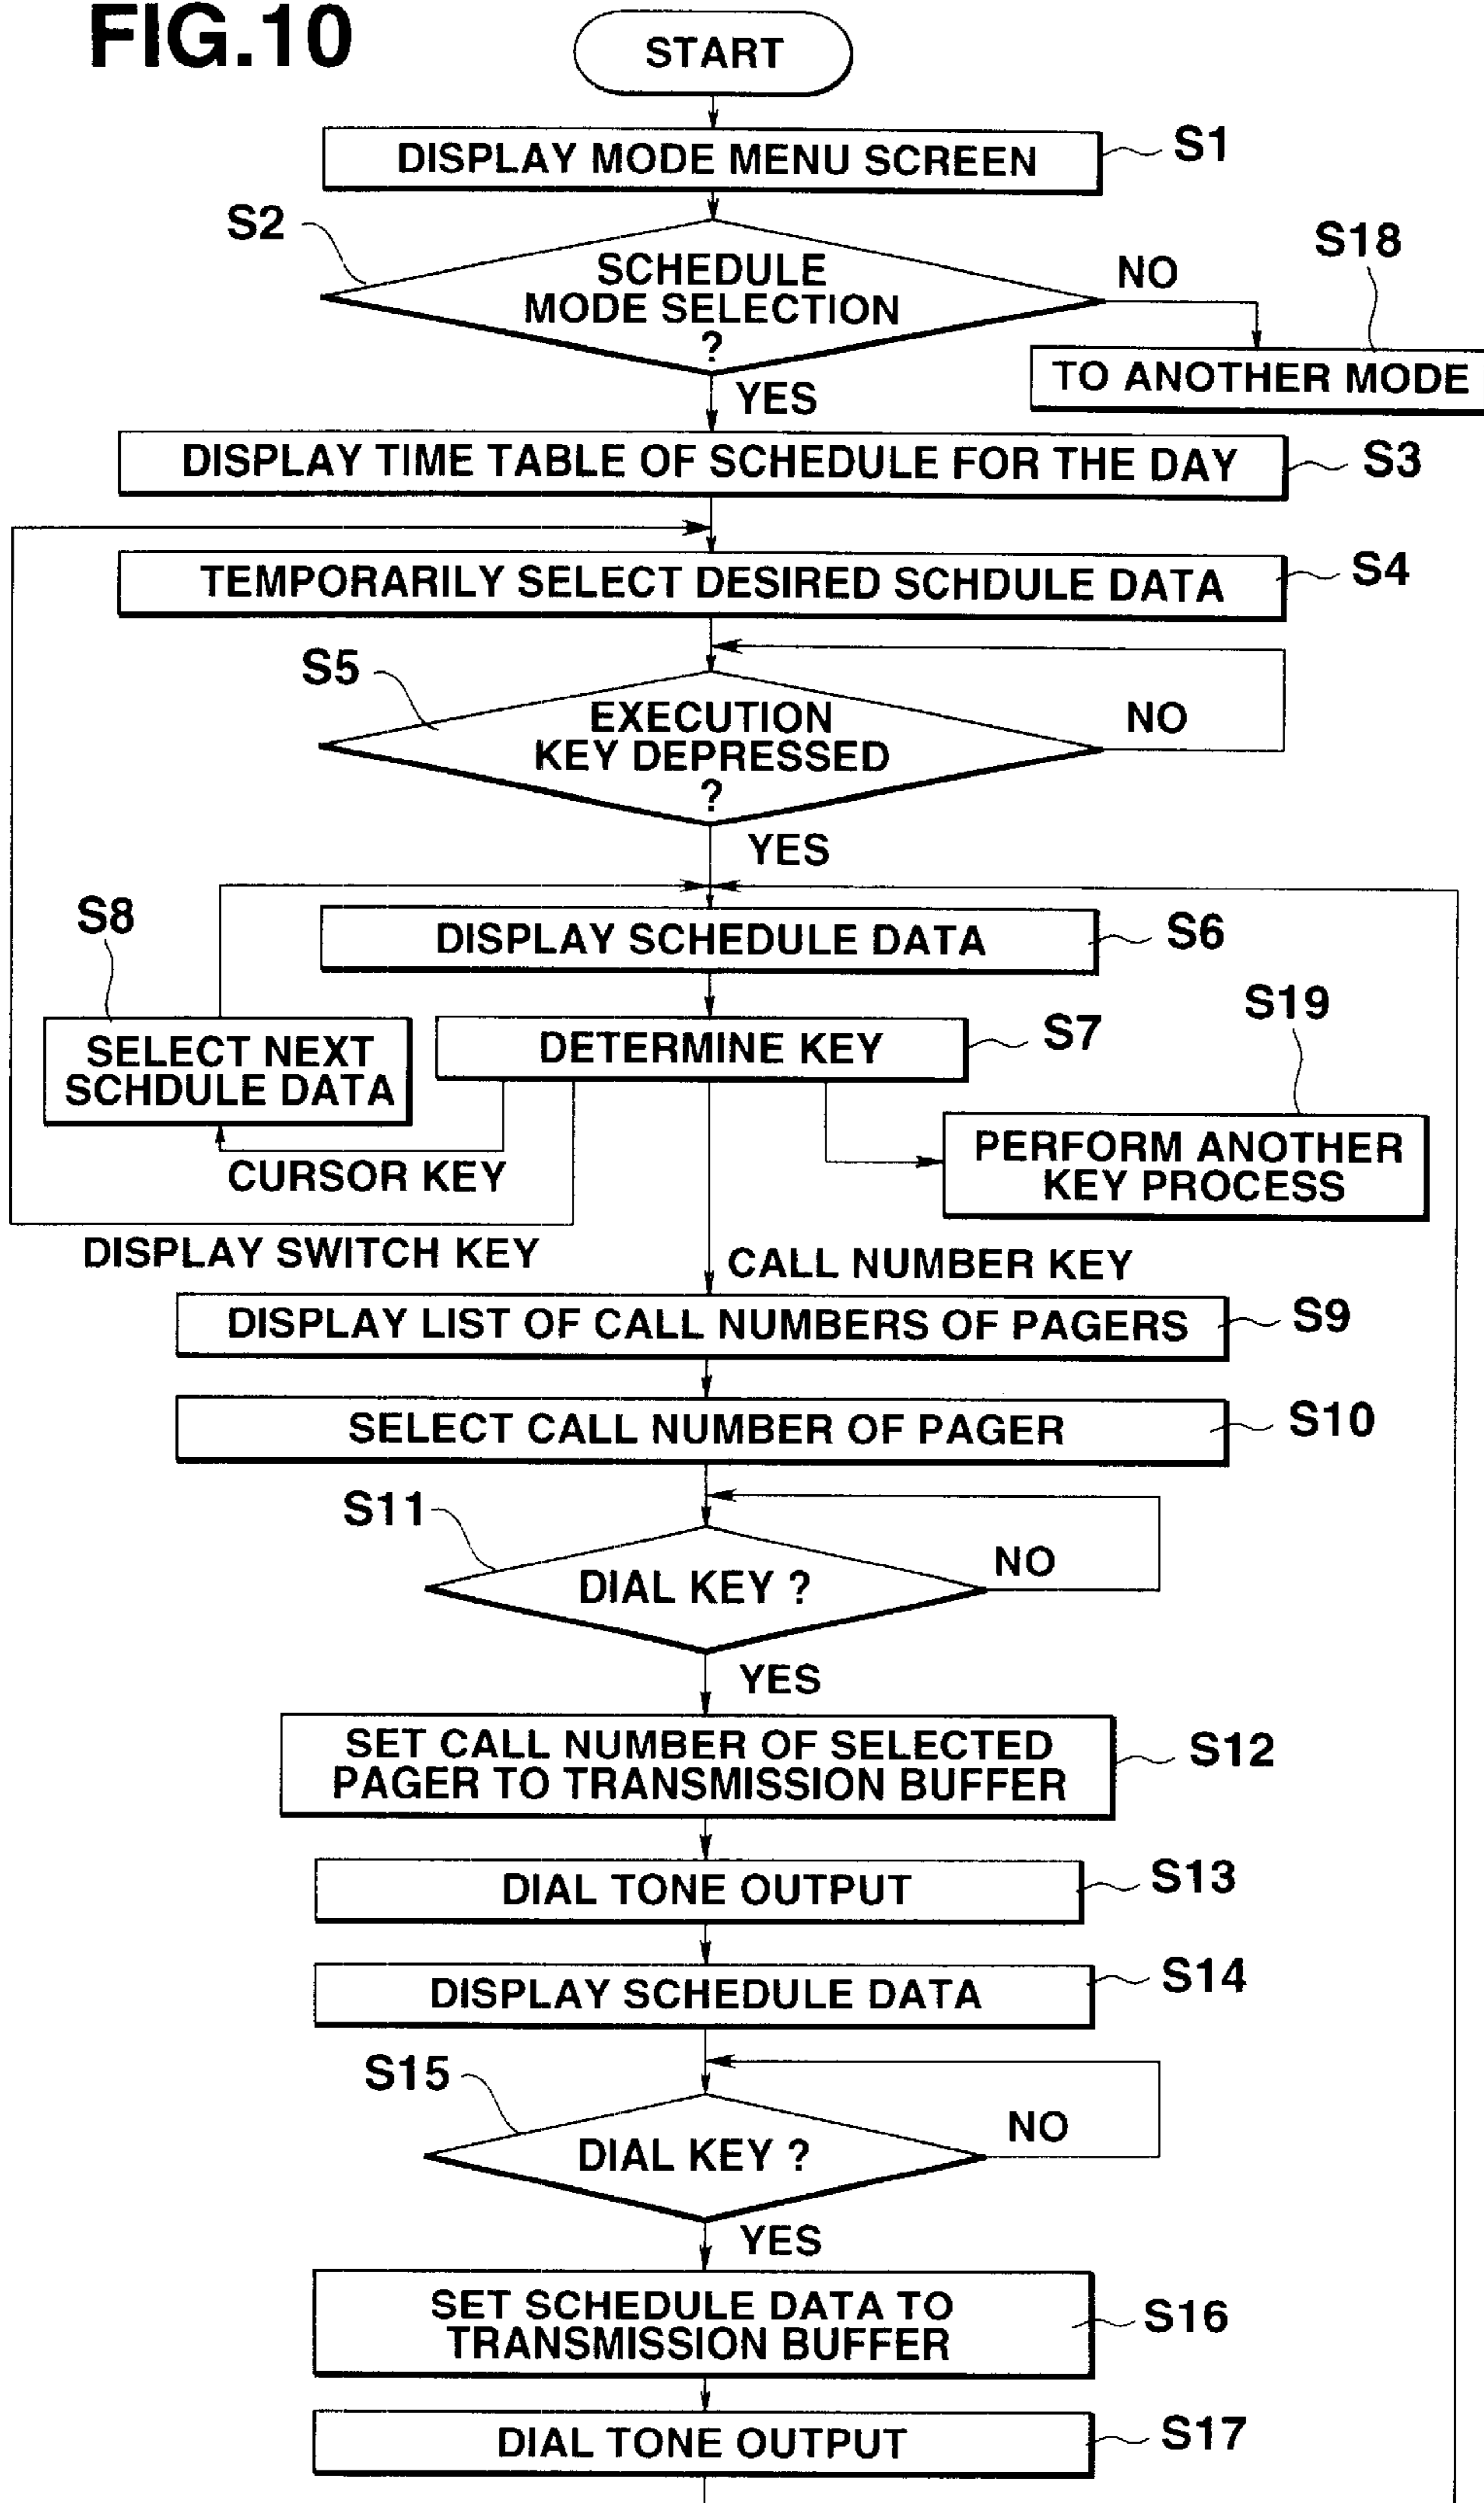 FIG.10
START
DISPLAY MODE MENU SCREEN
S1
S2
SCHEDULE
MODE SELECTION
?
NO
S18
TO ANOTHER MODE
YES
DISPLAY TIME TABLE OF SCHEDULE FOR THE DAY
S3
TEMPORARILY SELECT DESIRED SCHDULE DATA
S4
S5
EXECUTION
KEY DEPRESSED
?
NO
YES
S8
DISPLAY SCHEDULE DATA
S6
SELECT NEXT
SCHDULE DATA
DETERMINE KEY
S7
S19
PERFORM ANOTHER
KEY PROCESS
CURSOR KEY
DISPLAY SWITCH KEY
CALL NUMBER KEY
DISPLAY LIST OF CALL NUMBERS OF PAGERS
S9
SELECT CALL NUMBER OF PAGER
S10
S11
DIAL KEY ?
NO
YES
SET CALL NUMBER OF SELECTED
PAGER TO TRANSMISSION BUFFER
S12
DIAL TONE OUTPUT
S13
DISPLAY SCHEDULE DATA
S14
S15
DIAL KEY ?
NO
YES
SET SCHEDULE DATA TO
TRANSMISSION BUFFER
S16
DIAL TONE OUTPUT
S17